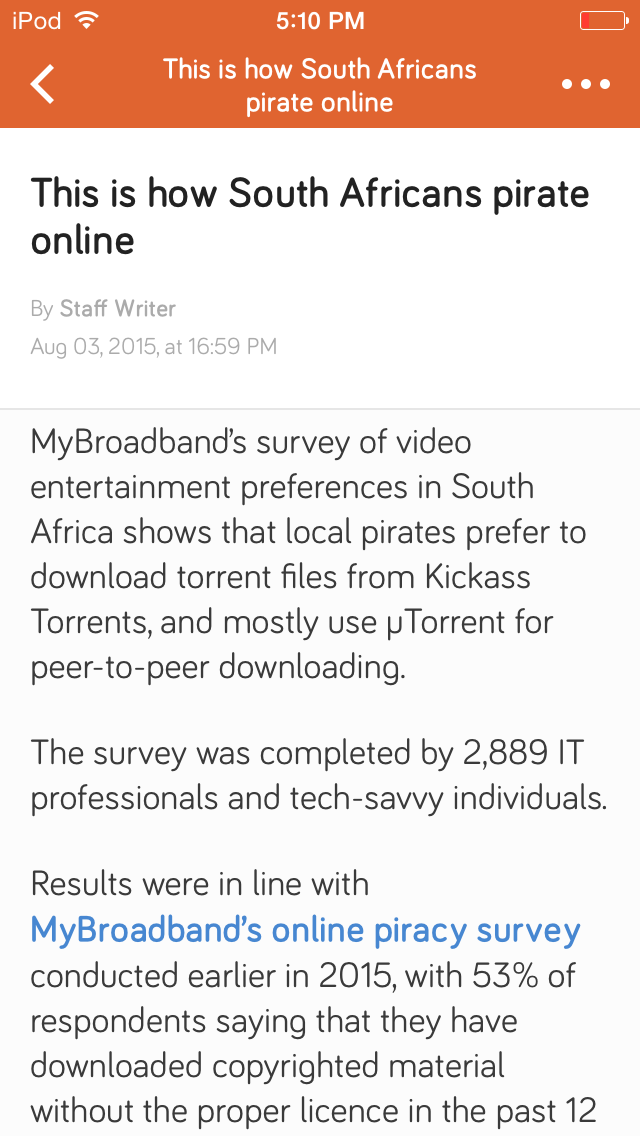 iPod
5:10 PM
This is how South Africans
pirate online
This is how South Africans pirate
online
By Staff Writer
Aug 03, 2015, at 16:59 PM
MyBroadband’s survey of video
entertainment preferences in South
Africa shows that local pirates prefer to
download torrent files from Kickass
Torrents, and mostly use µTorrent for
peer-to-peer downloading.
The survey was completed by 2,889 IT
professionals and tech-savvy individuals.
Results were in line with
MyBroadband’s online piracy survey
conducted earlier in 2015, with 53% of
respondents saying that they have
downloaded copyrighted material
without the proper licence in the past 12